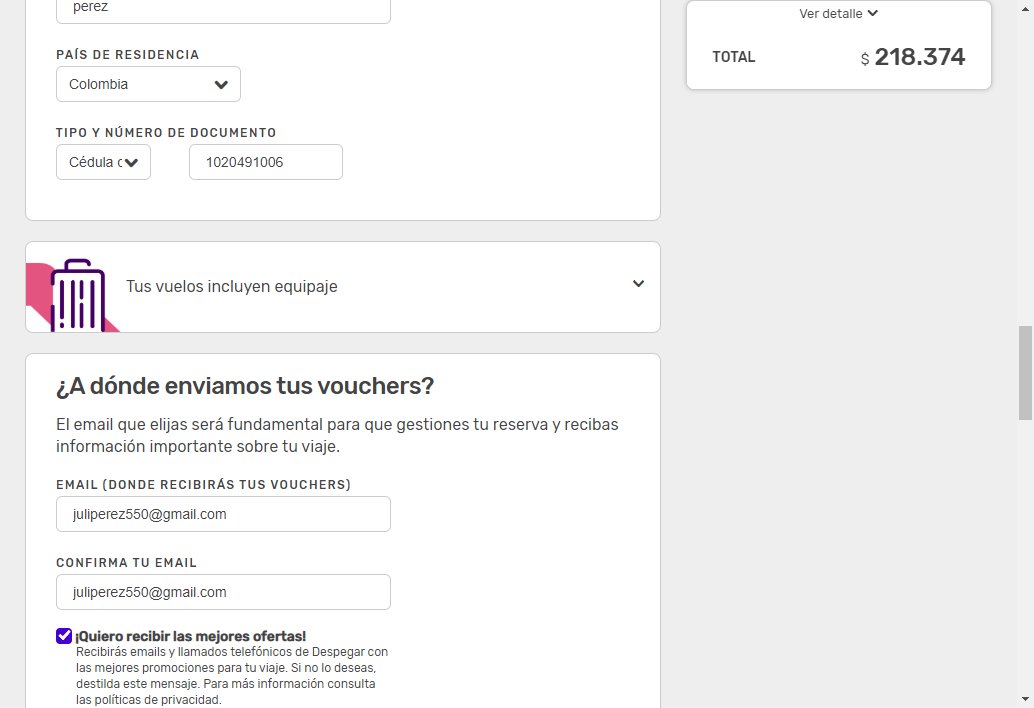 perez
PAÍS DE RESIDENCIA
Colombia
TIPO Y NÚMERO DE DOCUMENTO
Cédula c
1020491006
Tus vuelos incluyen equipaje
¿A dónde enviamos tus vouchers?
El email que elijas será fundamental para que gestiones tu reserva y recibas
información importante sobre tu viaje.
EMAIL (DONDE RECIBIRÁS TUS VOUCHERS)
juliperez550@gmail.com
CONFIRMA TU EMAIL
juliperez550@gmail.com
¡Quiero recibir las mejores ofertas!
Recibirás emails y llamados telefónicos de Despegar con
las mejores promociones para tu viaje. Si no lo deseas,
destilda este mensaje. Para más información consulta
las políticas de privacidad.
Ver detalle
TOTAL
$ 218.374